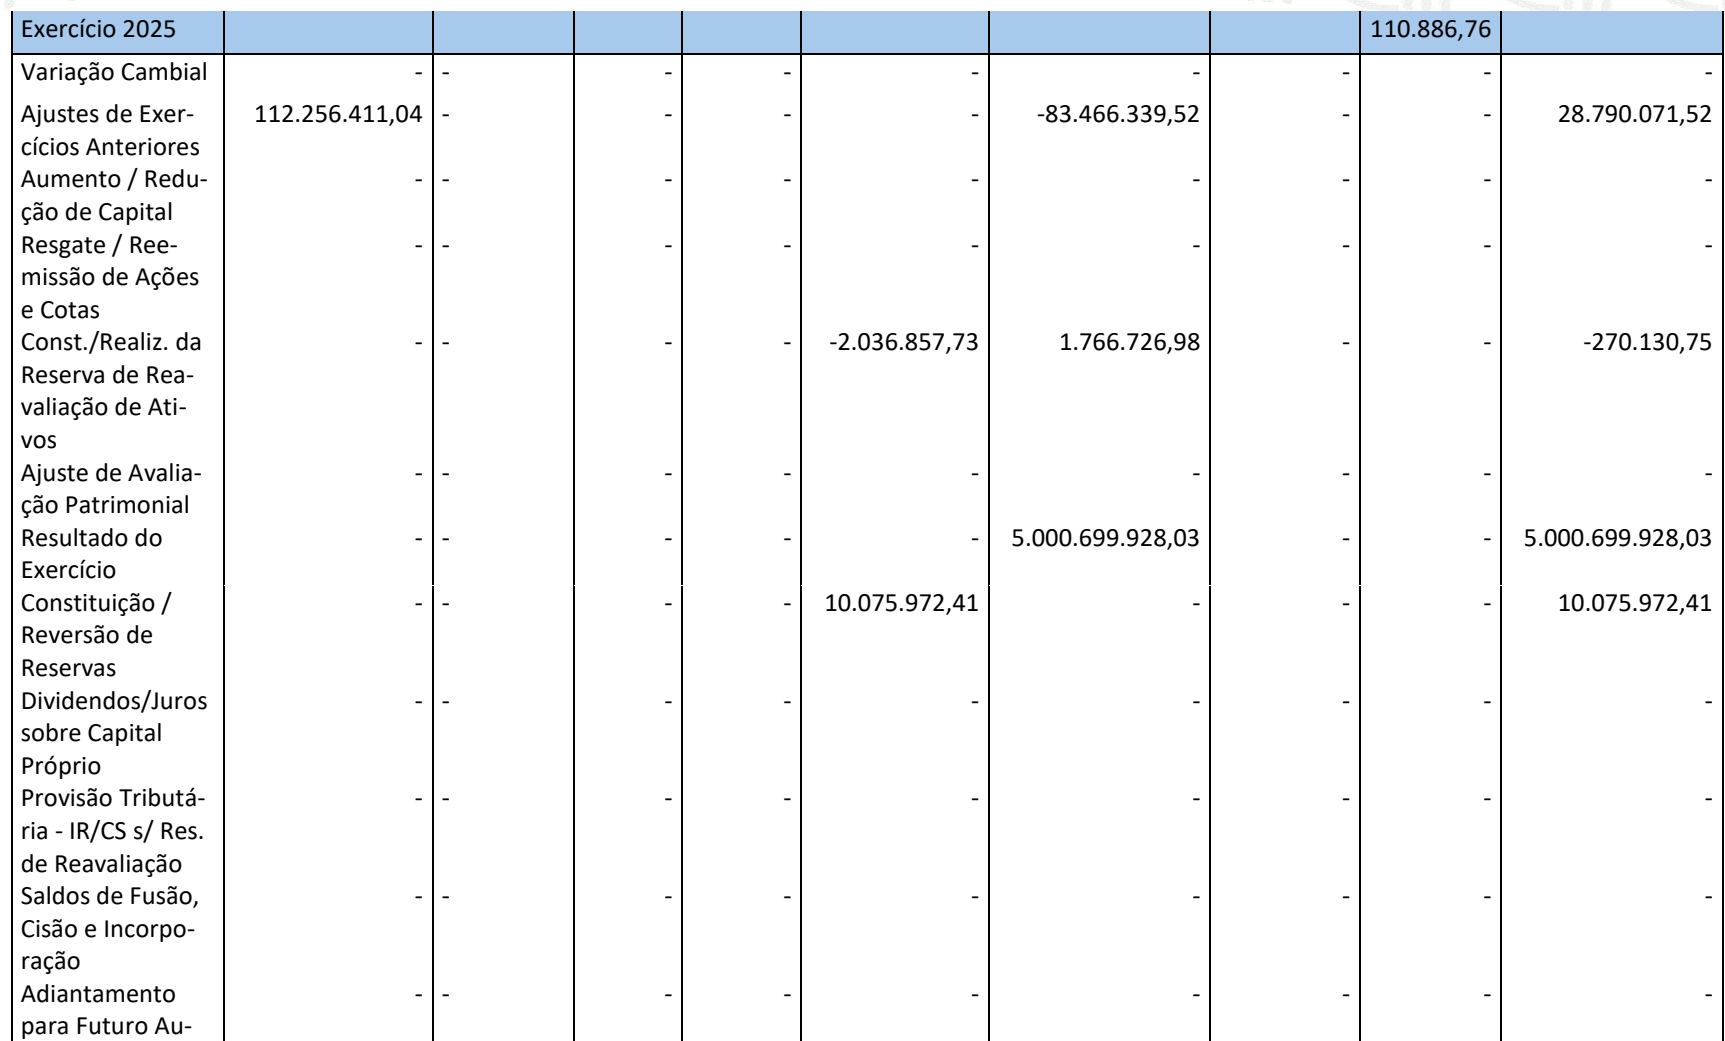 Exercício 2025 110.886,76
Variação Cambial - - - - - - - - -
Ajustes de Exer- 112.256.411,04 - - - - -83.466.339,52 - - 28.790.071,52
cícios Anteriores
Aumento / Redu- - - - - - - - - -
ção de Capital
Resgate / Ree- - - - - - - - - -
missão de Ações
e Cotas
Const./Realiz. da - - - - -2.036.857,73 1.766.726,98 - - -270.130,75
Reserva de Rea-
valiação de Ati-
vos
Ajuste de Avalia- - - - - - - - - -
ção Patrimonial
Resultado do - - - - - 5.000.699.928,03 - - 5.000.699.928,03
Exercício
Constituição / - - - - 10.075.972,41 - - - 10.075.972,41
Reversão de
Reservas
Dividendos/Juros - - - - - - - - -
sobre Capital
Próprio
Provisão Tributá- - - - - - - - - -
ria - IR/CS s/ Res.
de Reavaliação
Saldos de Fusão, - - - - - - - - -
Cisão e Incorpo-
ração
Adiantamento - - - - - - - - -
para Futuro Au-